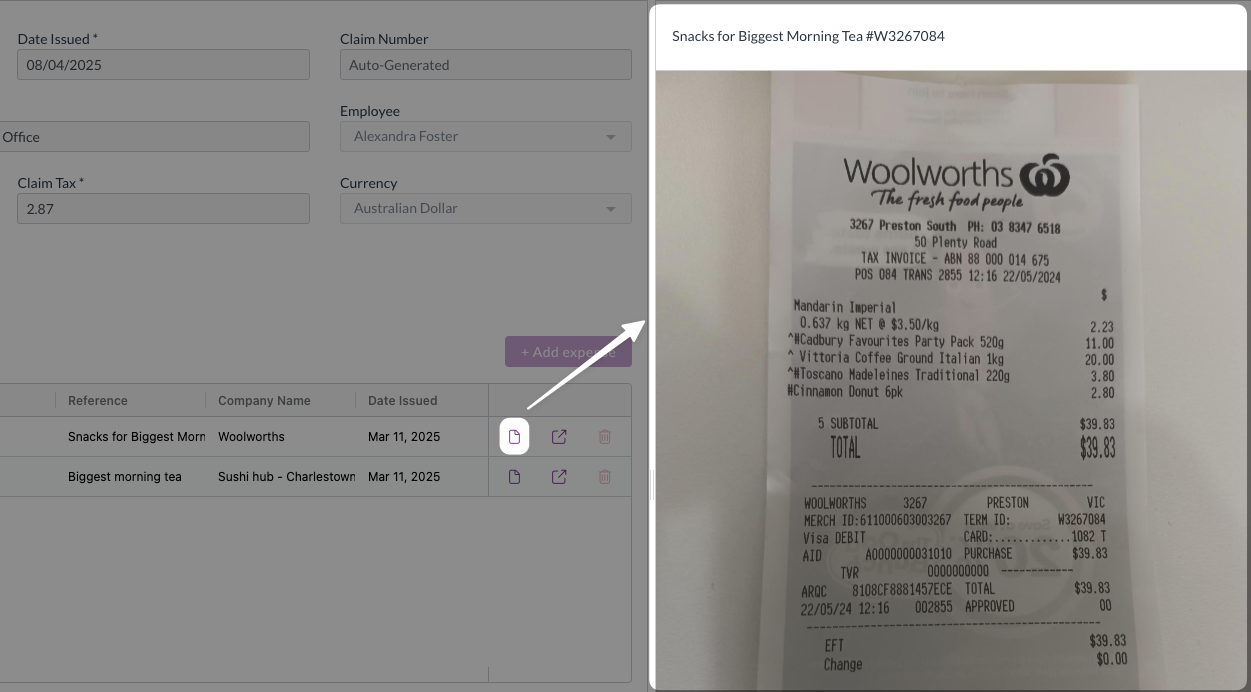 Date Issued *
08/04/2025
Claim Number
Auto-Generated
Office
Employee
Alexandra Foster
Claim Tax *
2.87
Currency
Australian Dollar
+ Add expense
Reference
Company Name
Date Issued
Snacks for Biggest Morn
Woolworths
Mar 11, 2025
Biggest morning tea
Sushi hub - Charlestown
Mar 11, 2025
Snacks for Biggest Morning Tea #W3267084
Woolworths
The fresh food people
3267 Preston South PH: 03 8347 6518
50 Plenty Road
TAX INVOICE - ABN 88 000 014 675
POS 084 TRANS 2855 12:16 22/05/2024
$
Mandarin Imperial
0.637 kg NET @ $3.50/kg 2.23
^#Cadbury Favourites Party Pack 520g 11.00
^ Vittoria Coffee Ground Italian 1kg 20.00
^#Toscano Madeleines Traditional 220g 3.80
#Cinnamon Donut 6pk 2.80
5 SUBTOTAL $39.83
TOTAL $39.83
WOOLWORTHS 3267 PRESTON VIC
MERCH ID:611000603003267 TERM ID: W3267084
Visa DEBIT CARD:............1082 T
AID A0000000031010 PURCHASE $39.83
TVR 0000000000 ------------
ARQC 8108CF8881457ECE TOTAL $39.83
22/05/24 12:16 002855 APPROVED 00
EFT $39.83
Change $0.00